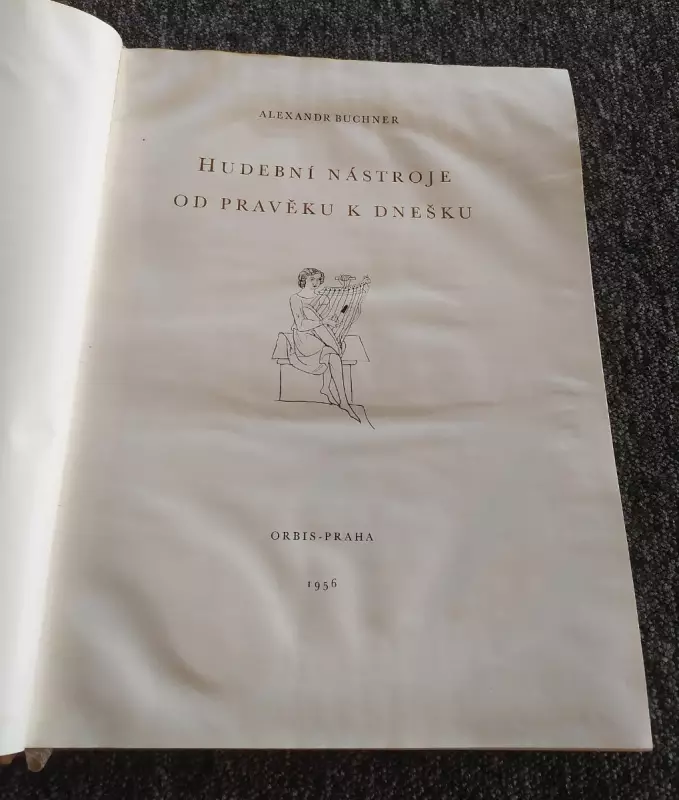 ALEXANDR BUCHNER
HUDEBNÍ NÁSTROJE
OD PRAVĚKU K DNEŠKU
ORBIS-PRAHA
1956